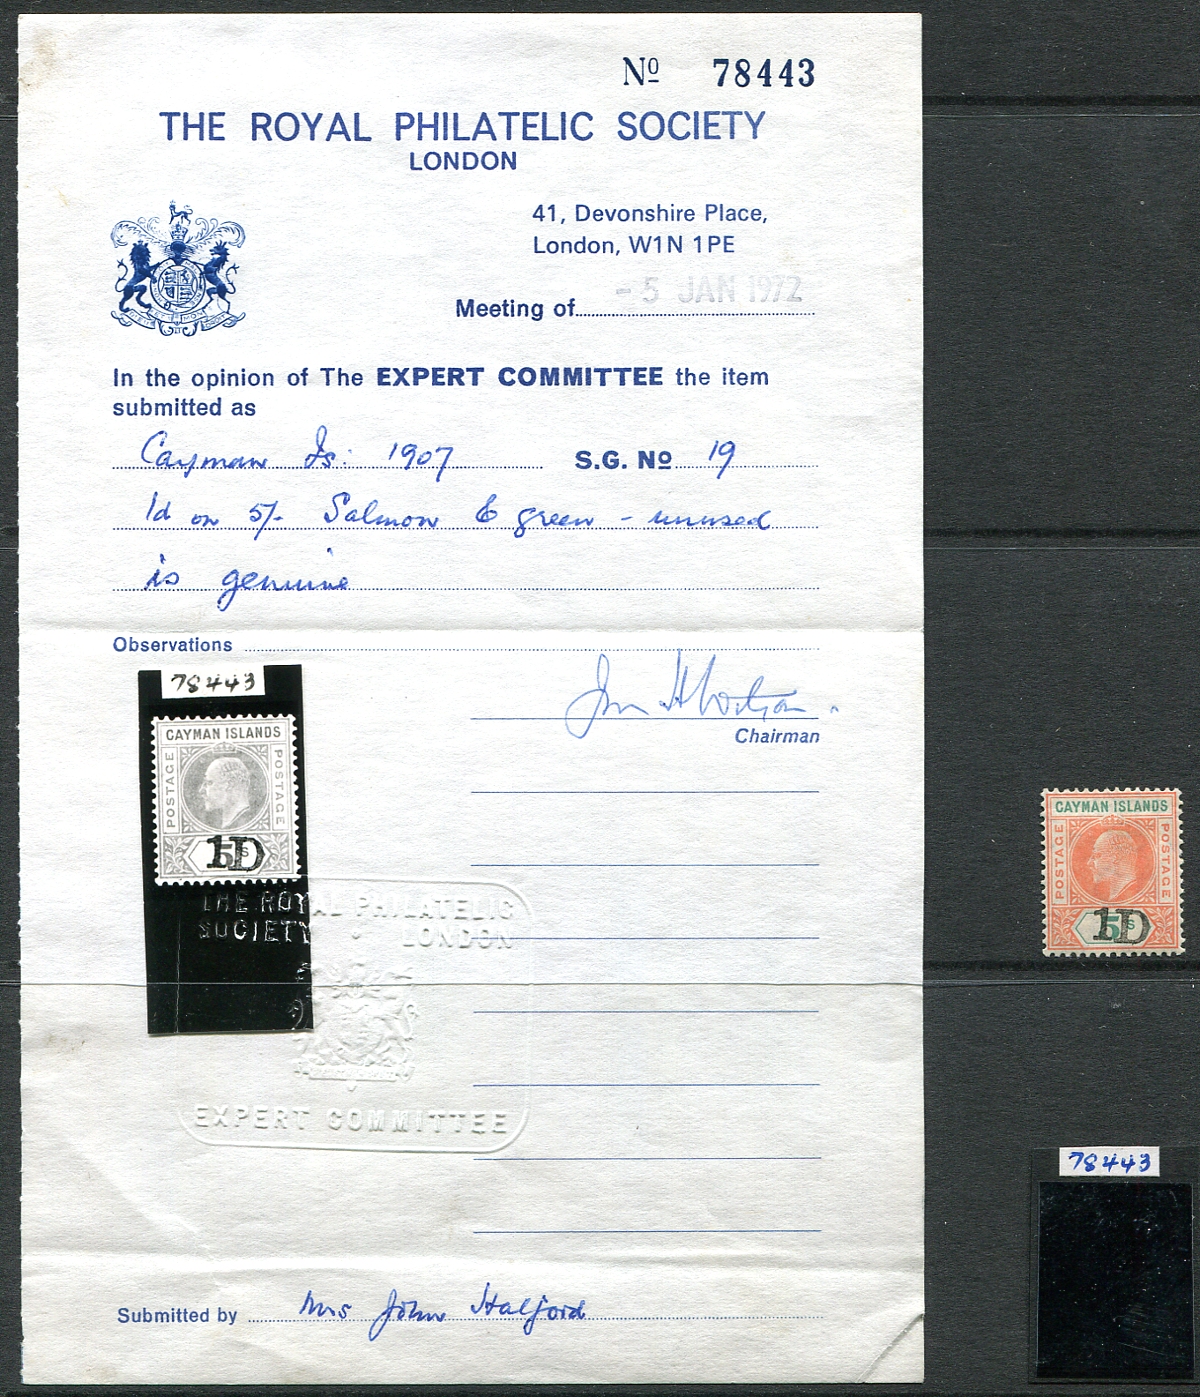 Nº 78443
THE ROYAL PHILATELIC SOCIETY
LONDON
41, Devonshire Place,
London, W1N 1PE
Meeting of - 5 JAN 1972
In the opinion of The EXPERT COMMITTEE the item
submitted as
Cayman Is: 1907 S.G. Nº 19
1d on 5/- Salmon & green - unused
is genuine
Observations
Chairman
78443
CAYMAN ISLANDS
POSTAGE
POSTAGE
5s
1D
THE ROYAL PHILATELIC
SOCIETY LONDON
EXPERT COMMITTEE
Submitted by Mrs John Halford
CAYMAN ISLANDS
POSTAGE
POSTAGE
5s
1D
78443